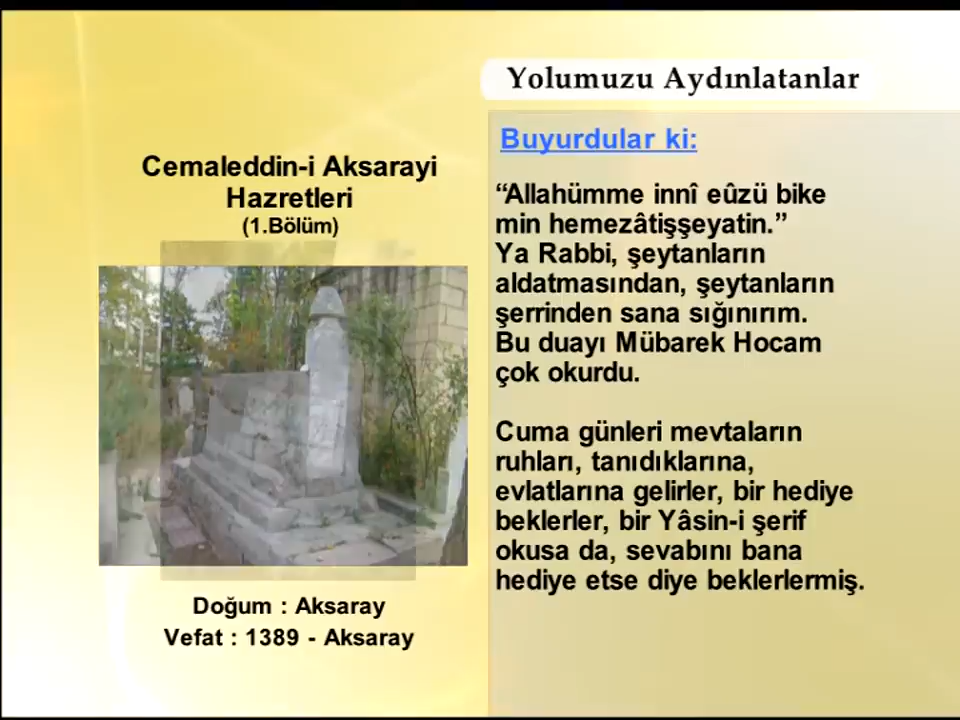 Yolumuzu Aydınlatanlar
Cemaleddin-i Aksarayi
Hazretleri
(1.Bölüm)
Doğum : Aksaray
Vefat : 1389 - Aksaray
Buyurdular ki:
“Allahümme innî eûzü bike
min hemezâtişşeyatin.”
Ya Rabbi, şeytanların
aldatmasından, şeytanların
şerrinden sana sığınırım.
Bu duayı Mübarek Hocam
çok okurdu.
Cuma günleri mevtaların
ruhları, tanıdıklarına,
evlatlarına gelirler, bir hediye
beklerler, bir Yâsin-i şerif
okusa da, sevabını bana
hediye etse diye beklerlermiş.